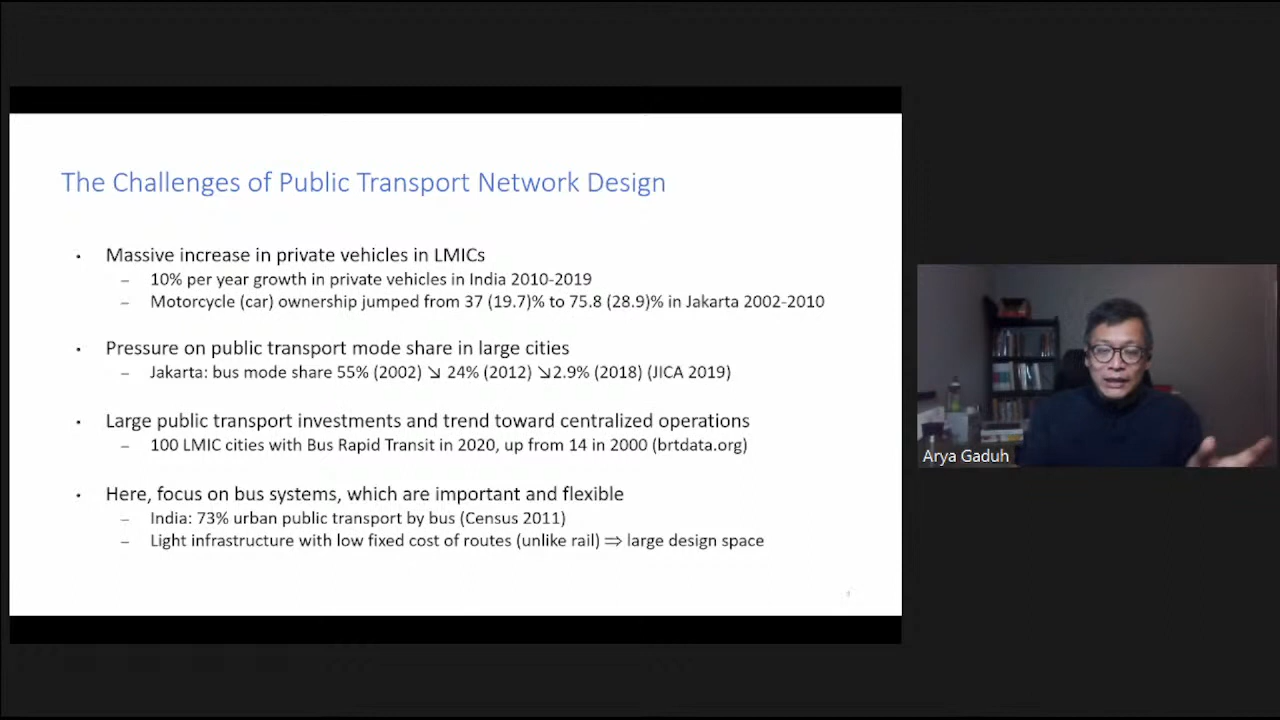 The Challenges of Public Transport Network Design
• Massive increase in private vehicles in LMICs
– 10% per year growth in private vehicles in India 2010-2019
– Motorcycle (car) ownership jumped from 37 (19.7)% to 75.8 (28.9)% in Jakarta 2002-2010
• Pressure on public transport mode share in large cities
– Jakarta: bus mode share 55% (2002) ↘ 24% (2012) ↘2.9% (2018) (JICA 2019)
• Large public transport investments and trend toward centralized operations
– 100 LMIC cities with Bus Rapid Transit in 2020, up from 14 in 2000 (brtdata.org)
• Here, focus on bus systems, which are important and flexible
– India: 73% urban public transport by bus (Census 2011)
– Light infrastructure with low fixed cost of routes (unlike rail) ⇒ large design space
Arya Gaduh